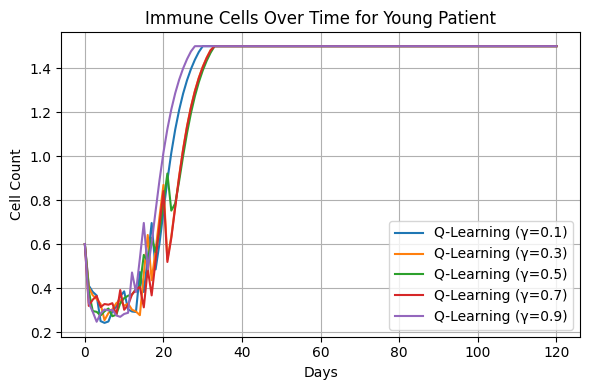 Immune Cells Over Time for Young Patient
Cell Count
1.4
1.2
1.0
0.8
0.6
0.4
0.2
Q-Learning (γ=0.1)
Q-Learning (γ=0.3)
Q-Learning (γ=0.5)
Q-Learning (γ=0.7)
Q-Learning (γ=0.9)
0 20 40 60 80 100 120
Days